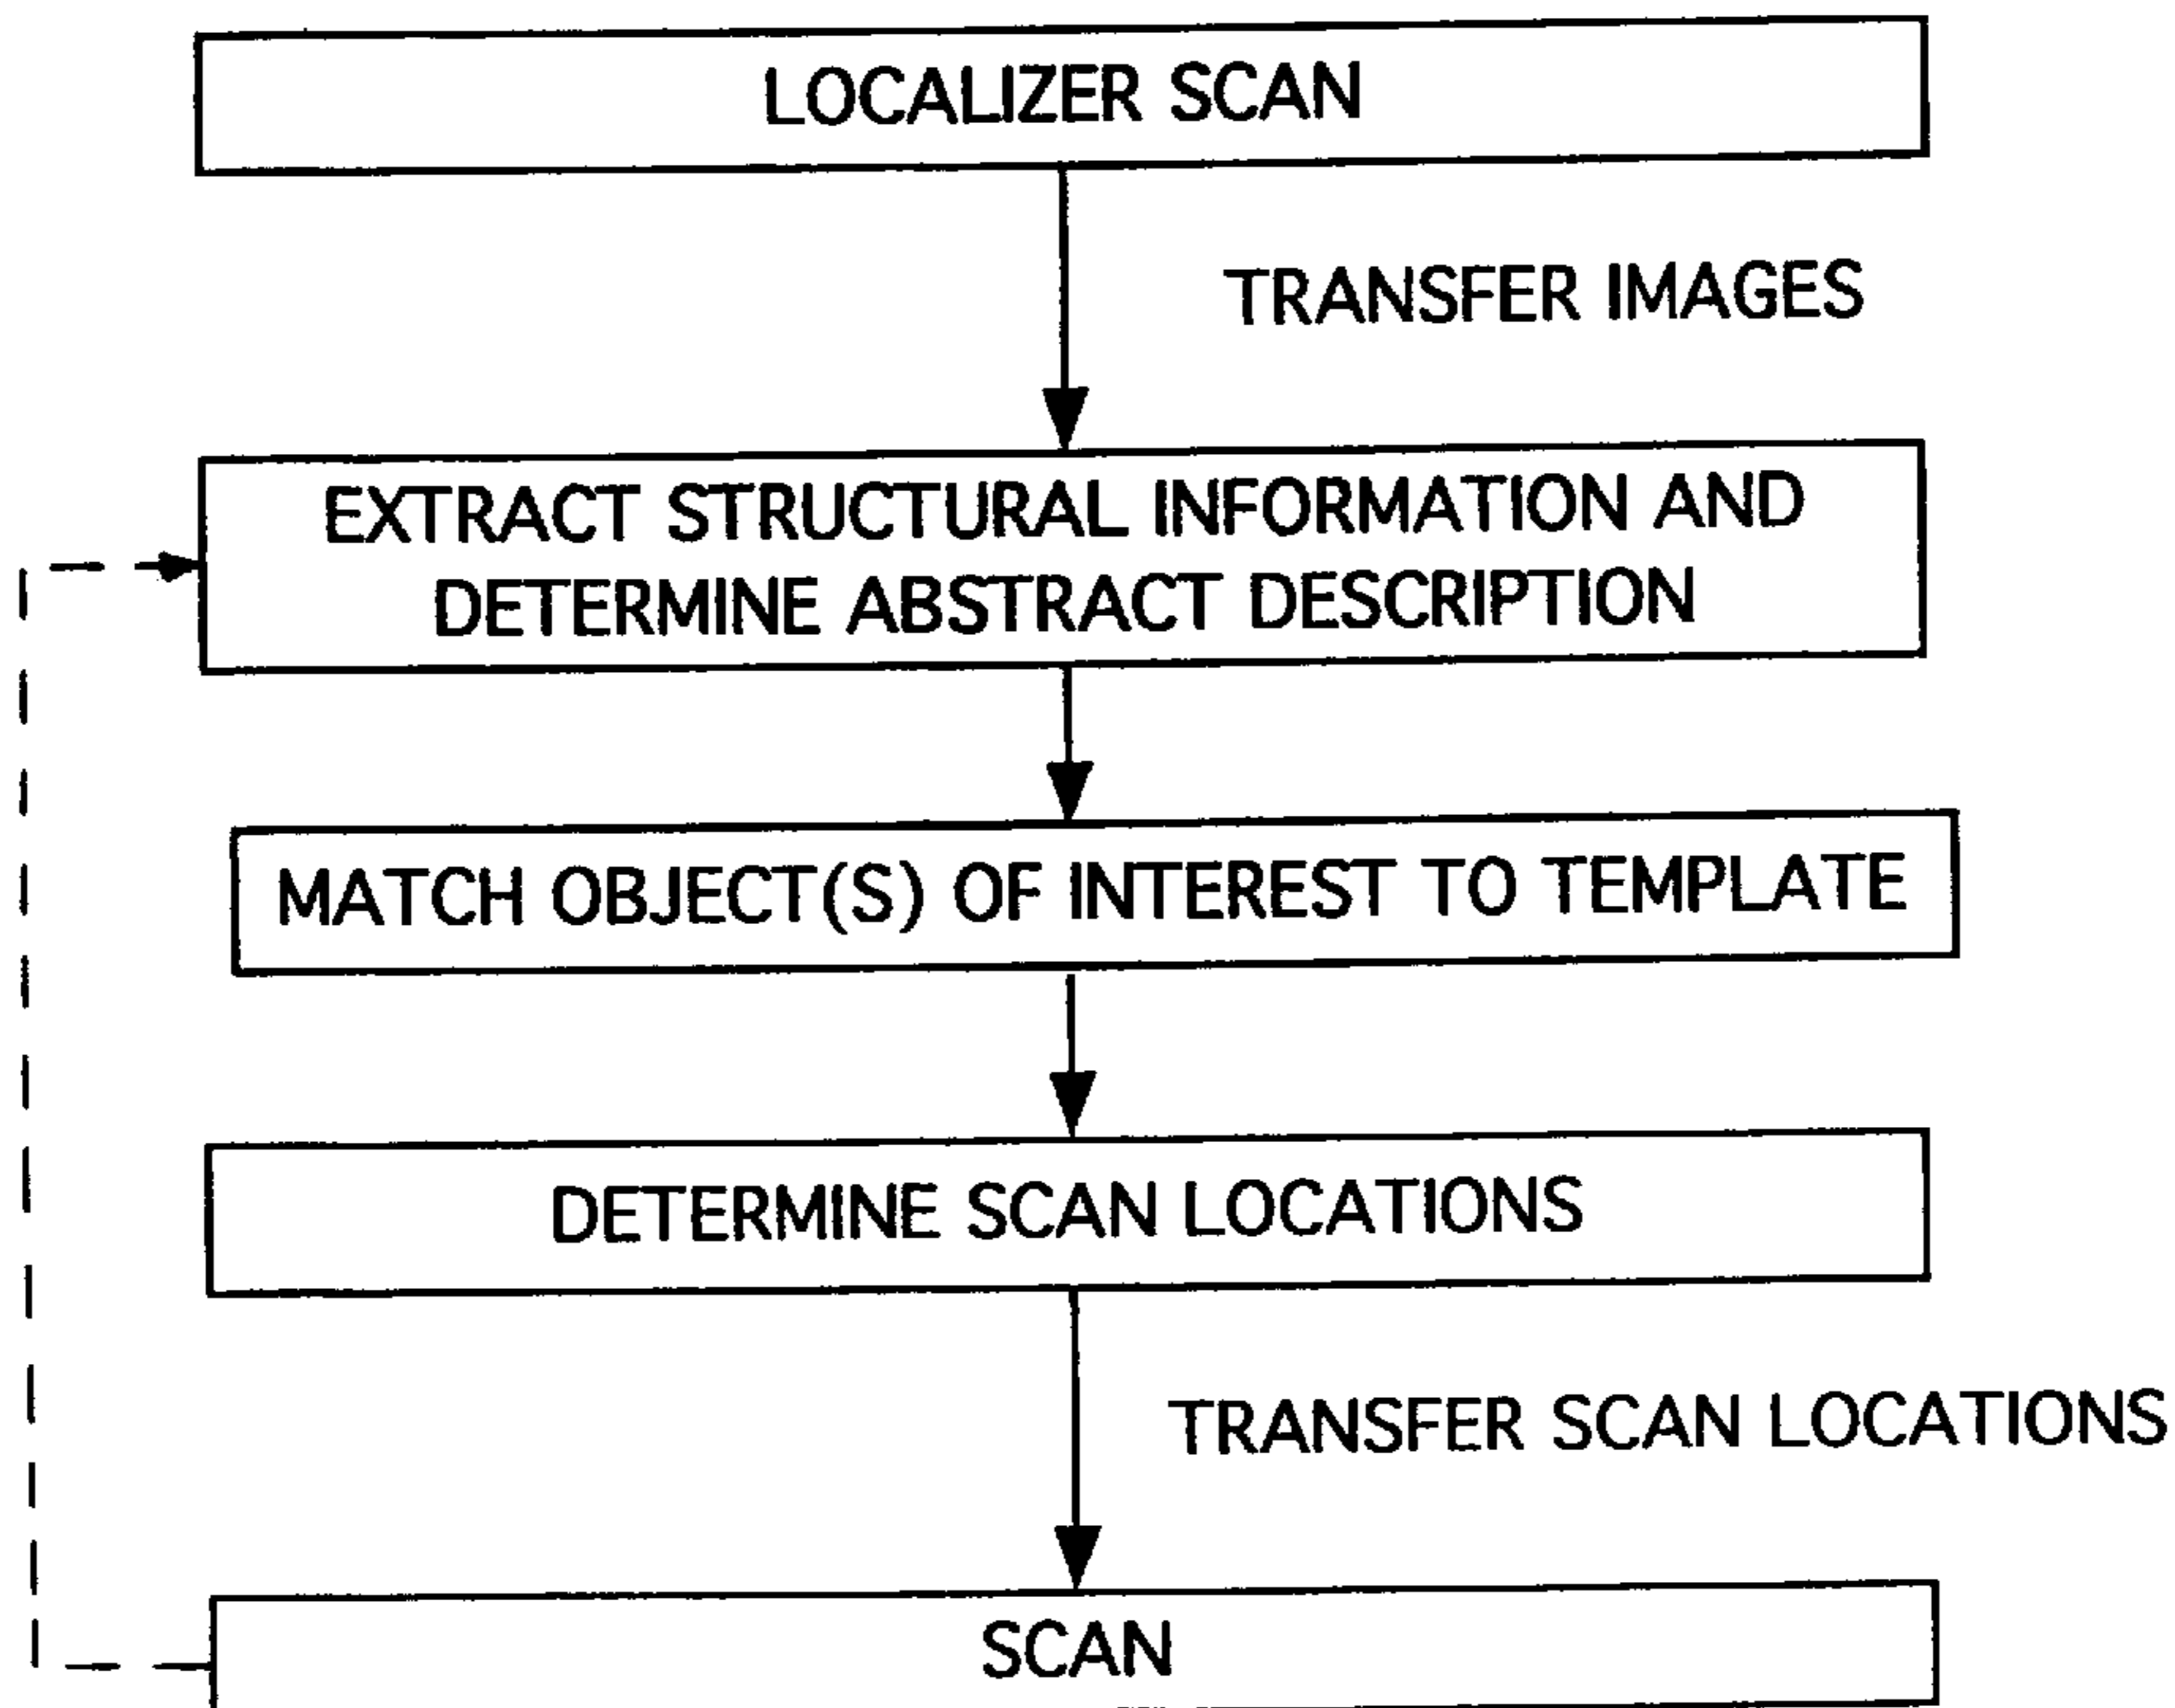 LOCALIZER SCAN
TRANSFER IMAGES
EXTRACT STRUCTURAL INFORMATION AND
DETERMINE ABSTRACT DESCRIPTION
MATCH OBJECT(S) OF INTEREST TO TEMPLATE
DETERMINE SCAN LOCATIONS
TRANSFER SCAN LOCATIONS
SCAN